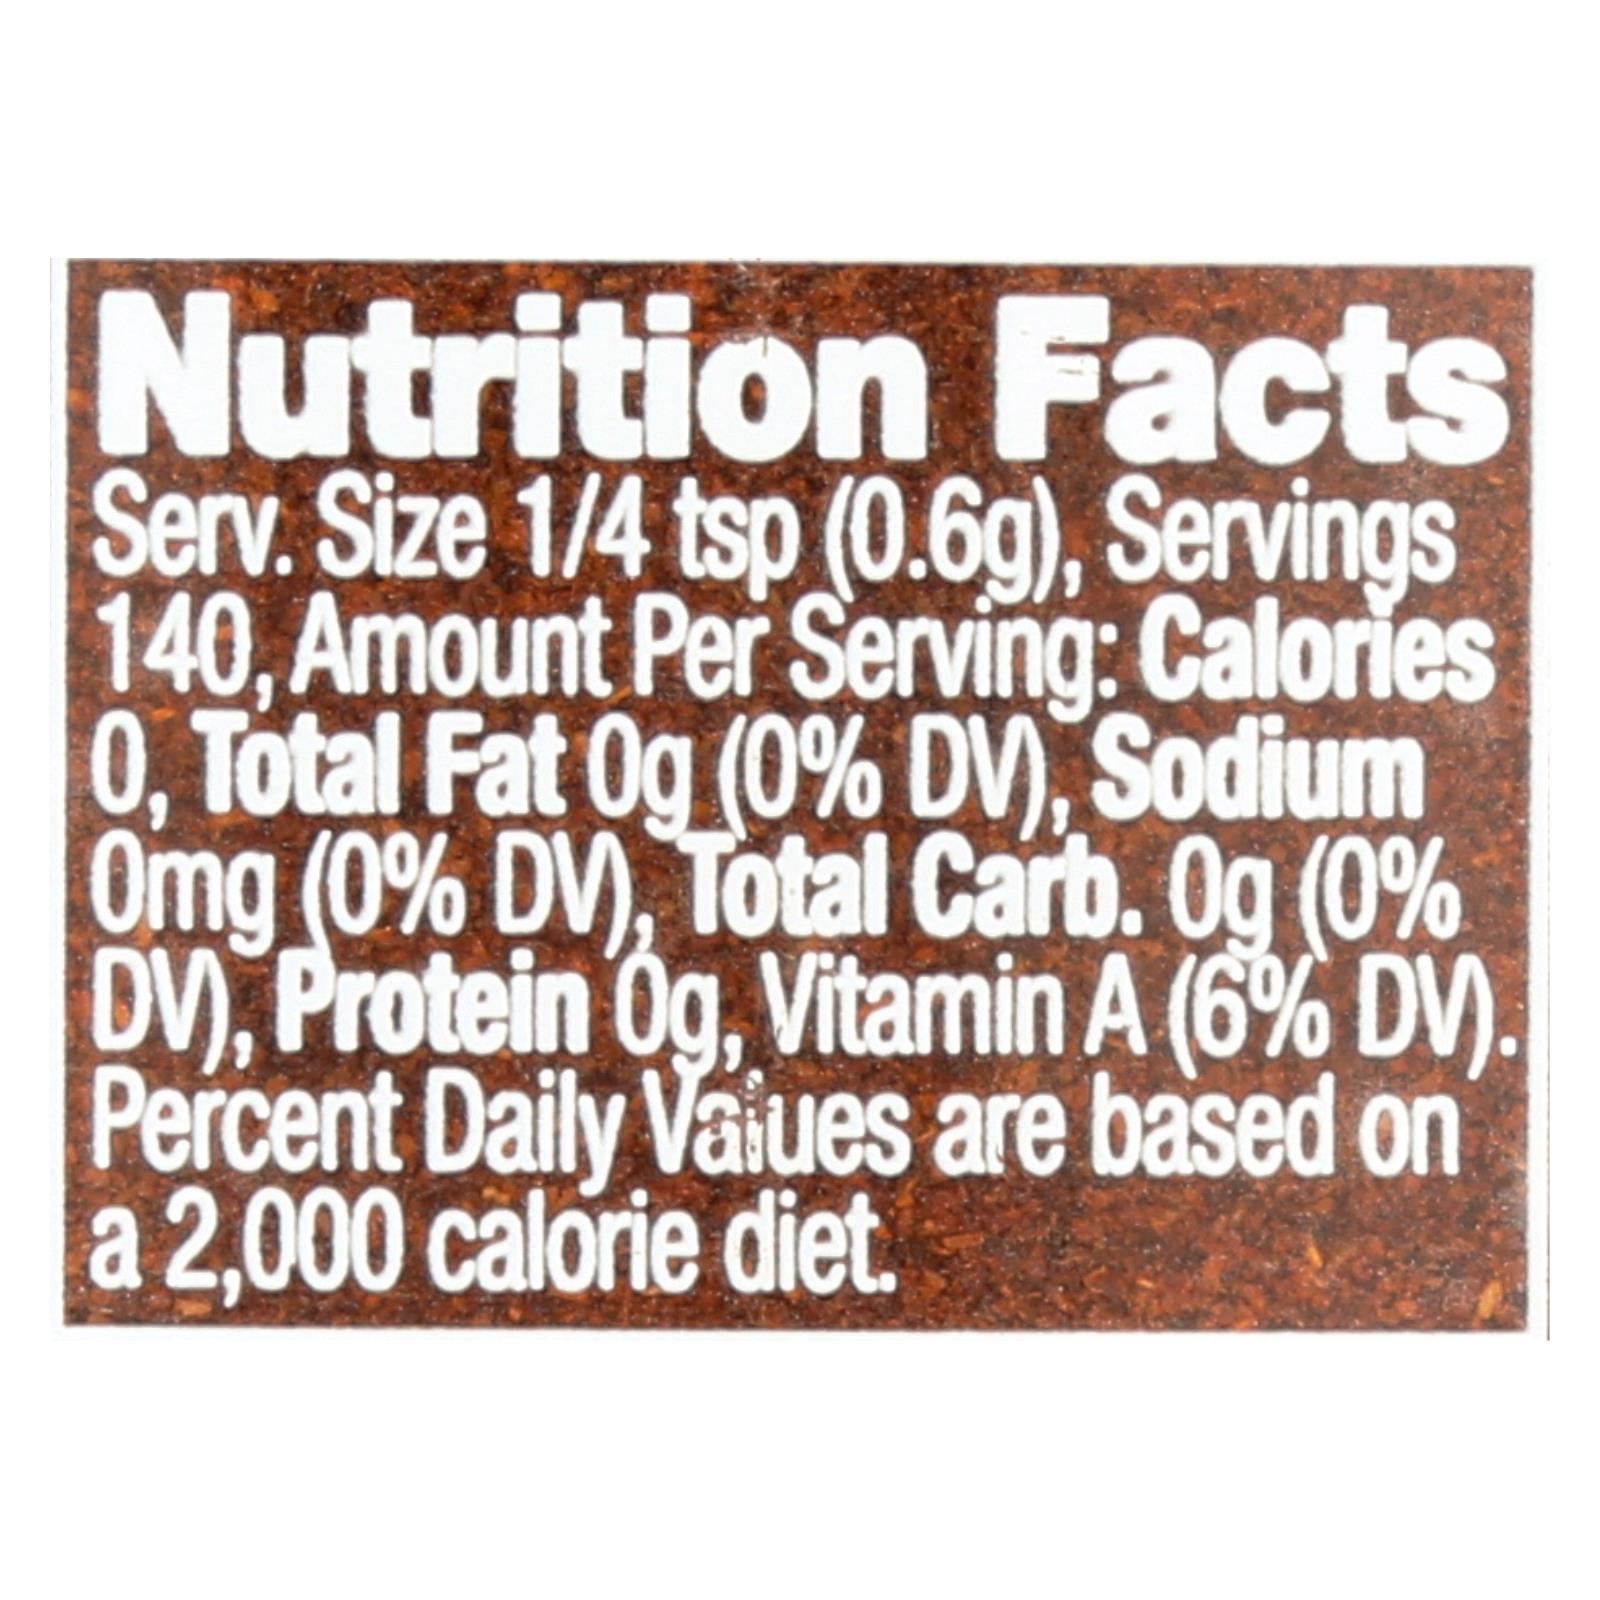 Nutrition Facts
Serv. Size 1/4 tsp (0.6g), Servings
140, Amount Per Serving: Calories
0, Total Fat 0g (0% DV), Sodium
0mg (0% DV), Total Carb. 0g (0%
DV), Protein 0g, Vitamin A (6% DV).
Percent Daily Values are based on
a 2,000 calorie diet.